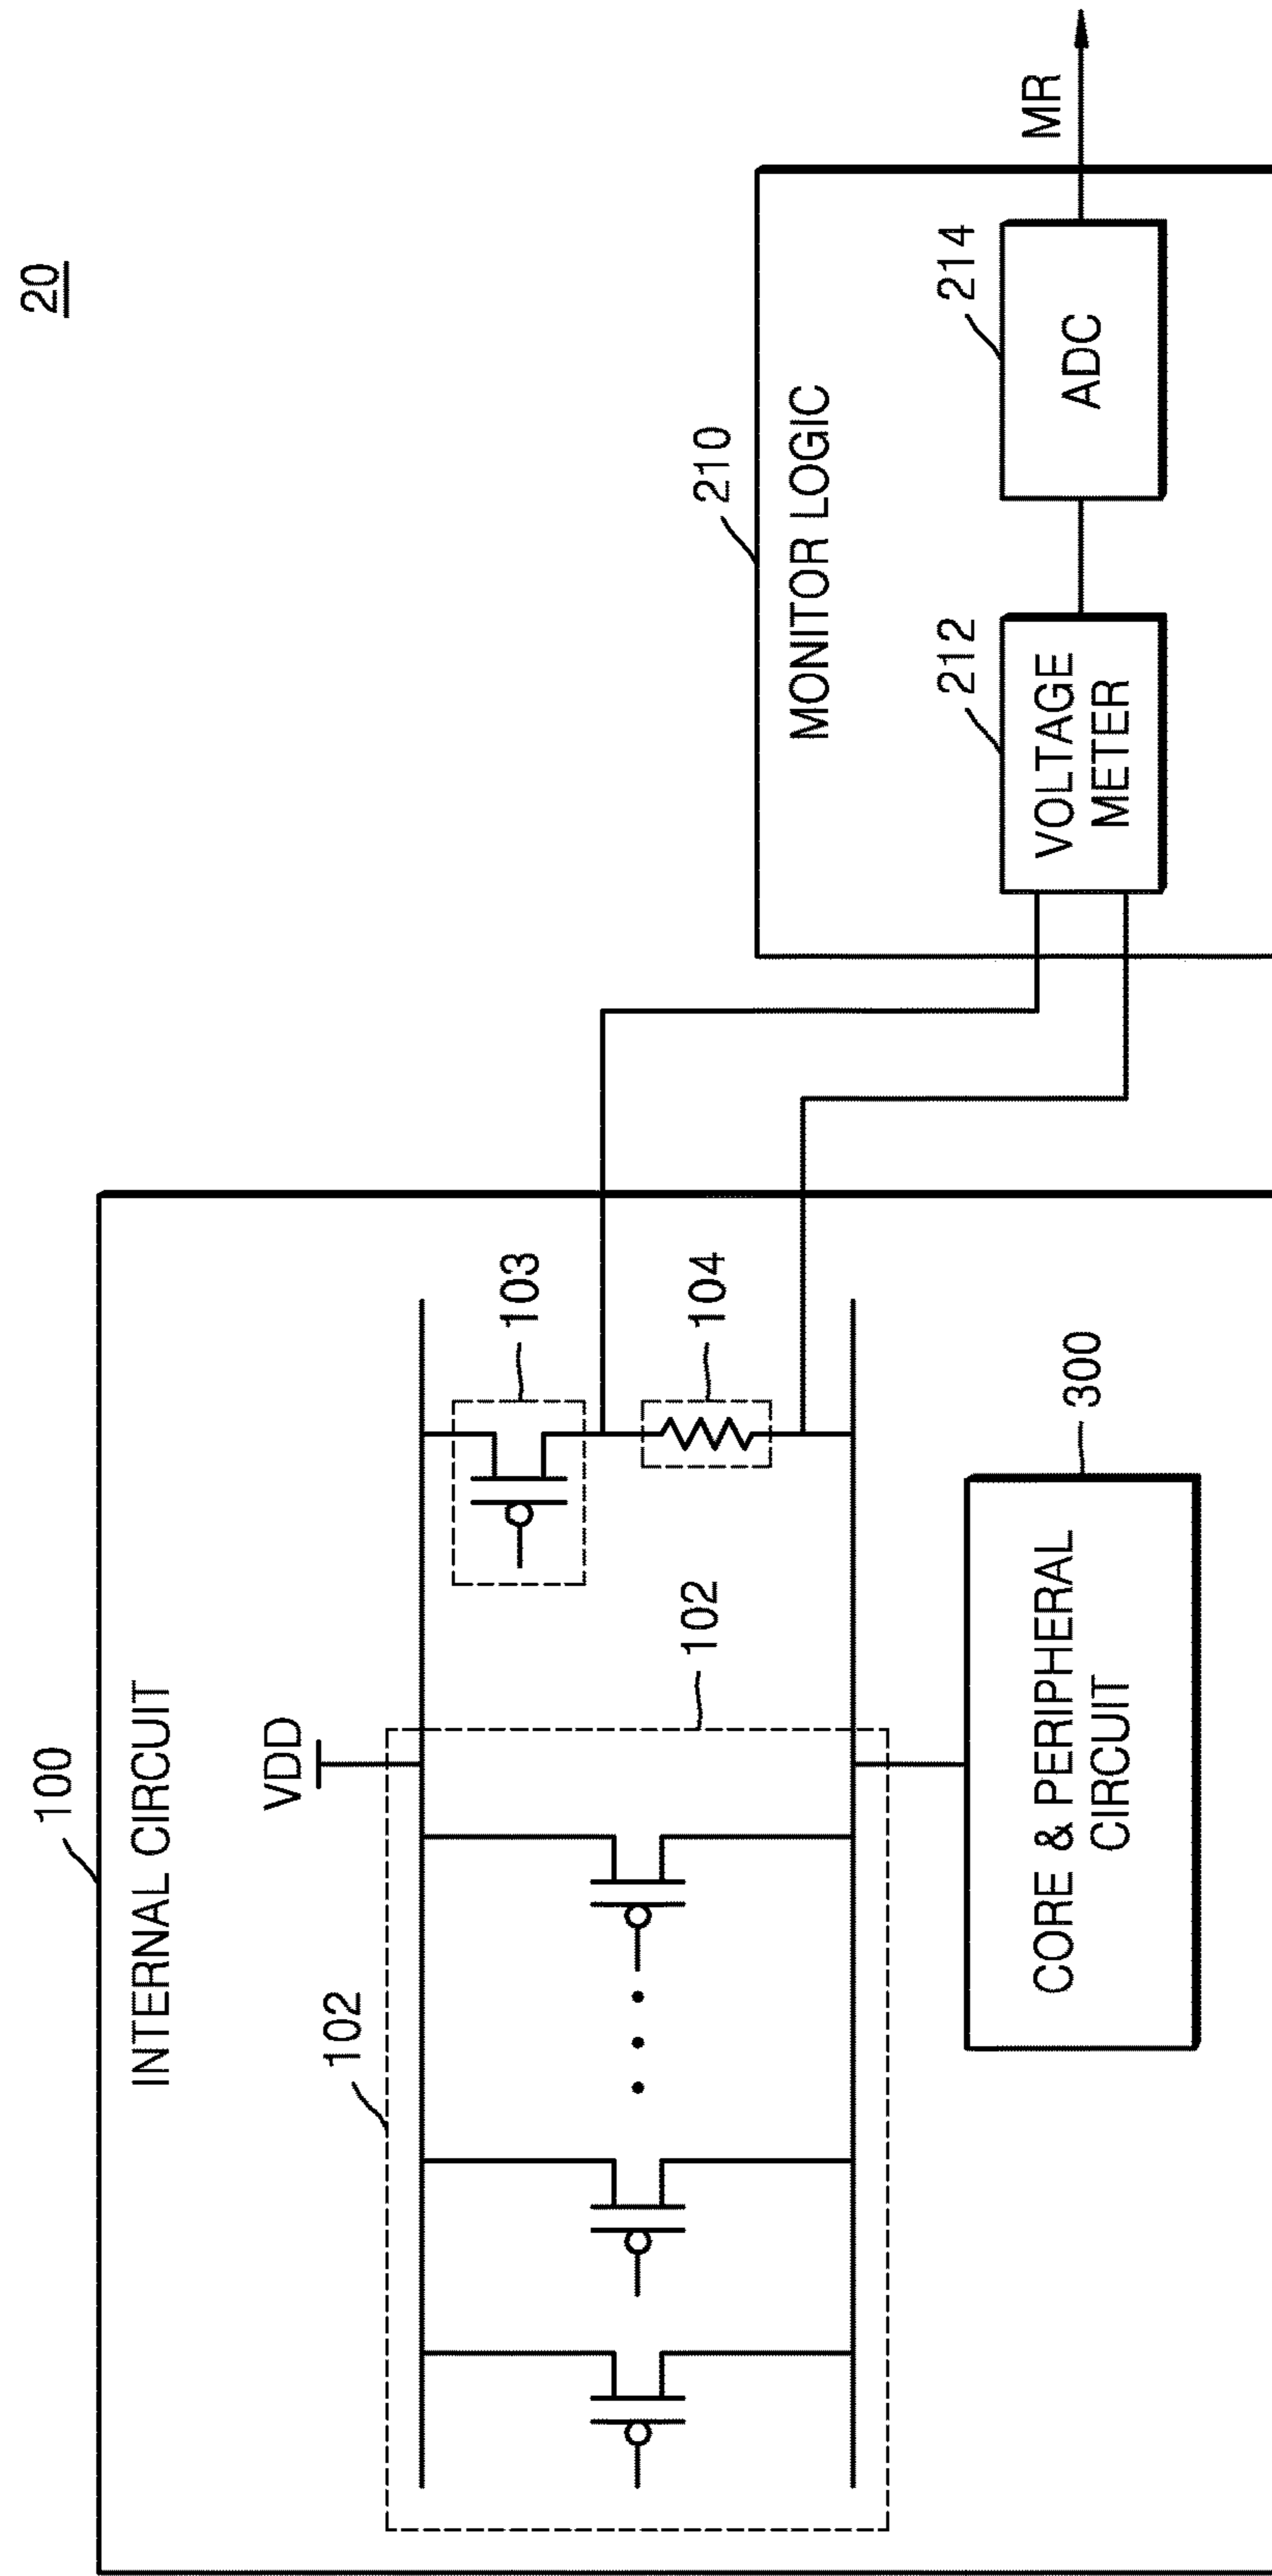 20
100
INTERNAL CIRCUIT
VDD
102
102
103
104
CORE & PERIPHERAL
CIRCUIT
300
210
MONITOR LOGIC
212
VOLTAGE
METER
214
ADC
MR